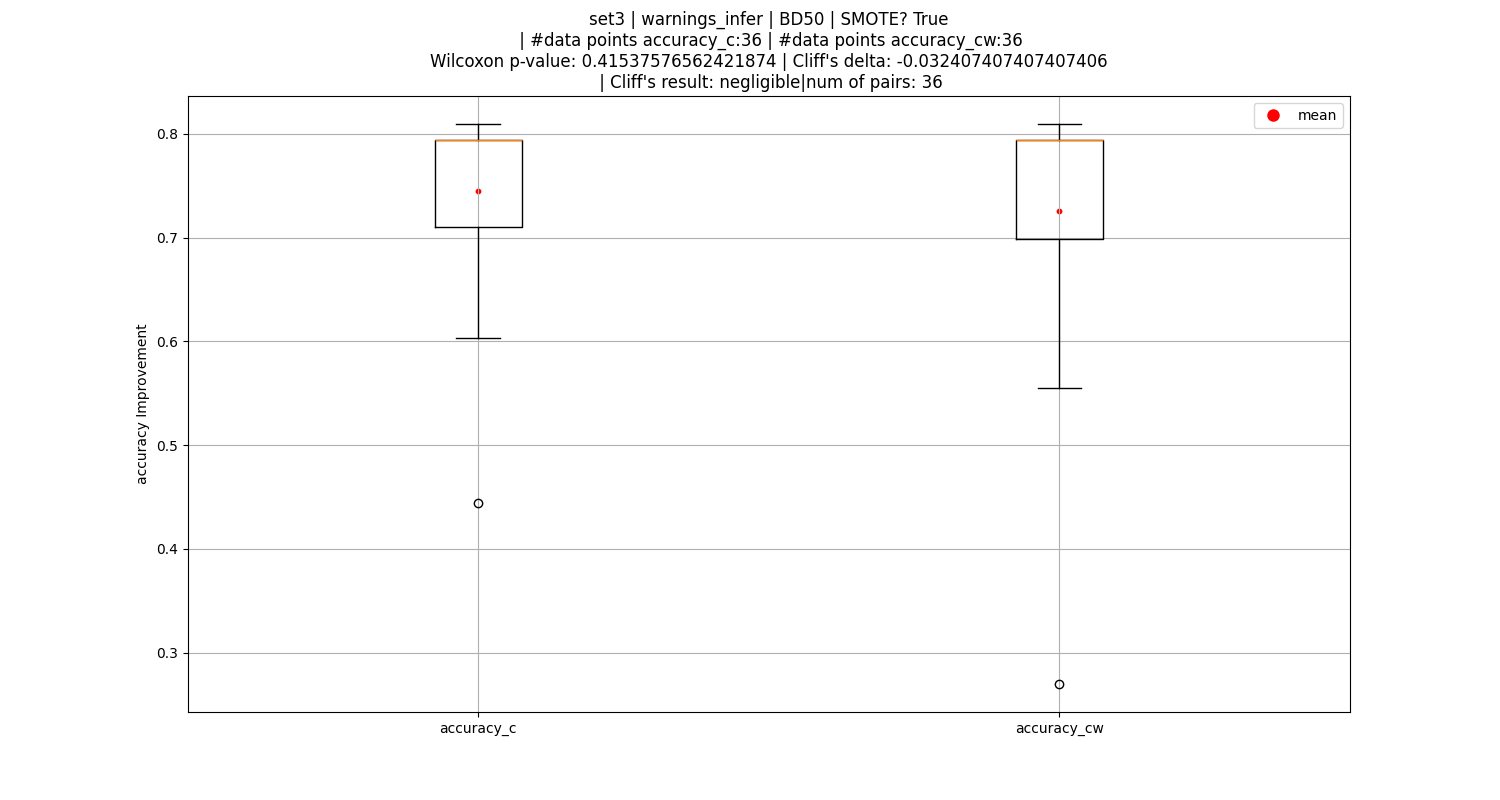 set3 | warnings_infer | BD50 | SMOTE? True
| #data points accuracy_c:36 | #data points accuracy_cw:36
Wilcoxon p-value: 0.41537576562421874 | Cliff's delta: -0.032407407407407406
| Cliff's result: negligible|num of pairs: 36
mean
accuracy Improvement
0.8
0.7
0.6
0.5
0.4
0.3
accuracy_c
accuracy_cw